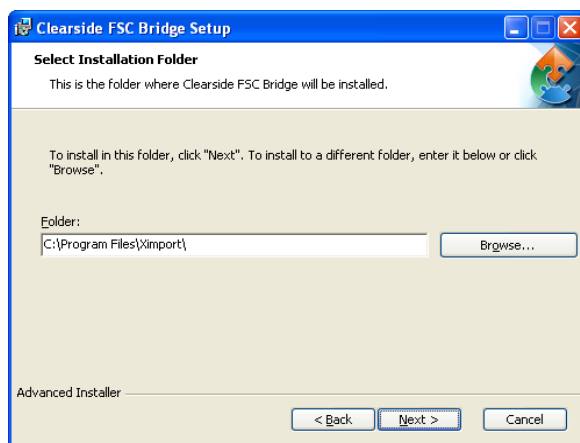 Clearside FSC Bridge Setup
Select Installation Folder
This is the folder where Clearside FSC Bridge will be installed.
To install in this folder, click "Next". To install to a different folder, enter it below or click
"Browse".
Folder:
C:\Program Files\Ximport\
Browse...
Advanced Installer
< Back
Next >
Cancel